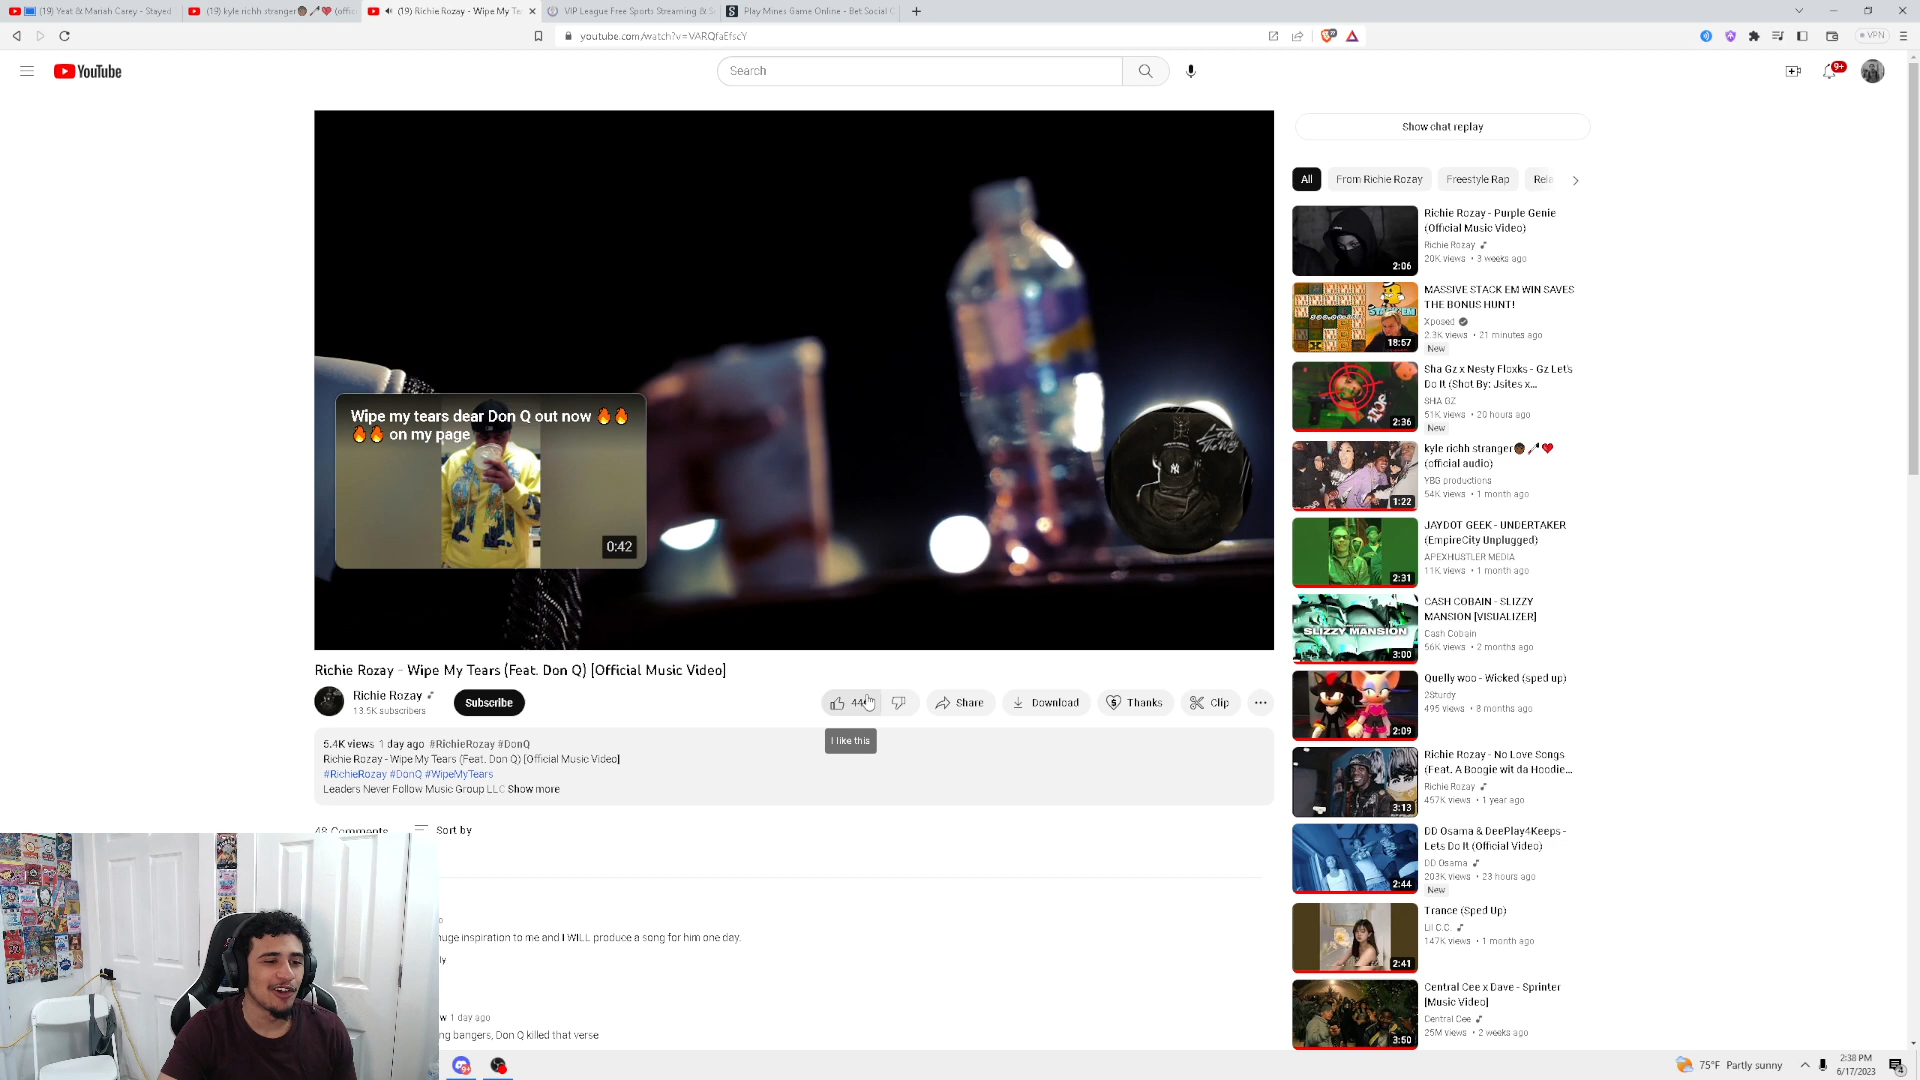 (19) Yeat & Mariah Carey - Stayed
(19) kyle richh stranger (offic
(19) Richie Rozay - Wipe My Te
VIP League Free Sports Streaming & S
Play Mines Game Online - Bet Social C
youtube.com/watch?v=VARQfaEfscY
VPN
YouTube
Search
9+
Show chat replay
All
From Richie Rozay
Freestyle Rap
Rela
Wipe my tears dear Don Q out now 🔥🔥
🔥🔥 on my page
0:42
Richie Rozay - Wipe My Tears (Feat. Don Q) [Official Music Video]
Richie Rozay
13.5K subscribers
Subscribe
Share
Download
Thanks
Clip
I like this
5.4K views 1 day ago #RichieRozay #DonQ
Richie Rozay - Wipe My Tears (Feat. Don Q) [Official Music Video]
#RichieRozay #DonQ #WipeMyTears
Leaders Never Follow Music Group LLC Show more
48 Comments
Sort by
huge inspiration to me and I WILL produce a song for him one day.
1 day ago
bangers, Don Q killed that verse
Richie Rozay - Purple Genie
(Official Music Video)
Richie Rozay
20K views • 3 weeks ago
2:06
MASSIVE STACK EM WIN SAVES
THE BONUS HUNT!
Xposed
2.3K views • 21 minutes ago
New
18:57
Sha Gz x Nesty Floxks - Gz Let's
Do It (Shot By: Jsites x...
SHA GZ
51K views • 20 hours ago
New
2:36
kyle richh stranger🧑🏿🎤❤️
(official audio)
YBG productions
54K views • 1 month ago
1:22
JAYDOT GEEK - UNDERTAKER
(EmpireCity Unplugged)
APEXHUSTLER MEDIA
11K views • 1 month ago
2:31
CASH COBAIN - SLIZZY
MANSION [VISUALIZER]
Cash Cobain
56K views • 2 months ago
SLIZZY MANSION
3:00
Quelly woo - Wicked (sped up)
2Sturdy
495 views • 8 months ago
2:09
Richie Rozay - No Love Songs
(Feat. A Boogie wit da Hoodie...
Richie Rozay
457K views • 1 year ago
3:13
DD Osama & DeePlay4Keeps -
Lets Do It (Official Video)
DD Osama
203K views • 23 hours ago
New
2:44
Trance (Sped Up)
Lil C.C.
147K views • 1 month ago
2:41
Central Cee x Dave - Sprinter
[Music Video]
Central Cee
25M views • 2 weeks ago
3:50
75°F Partly sunny
2:38 PM
6/17/2023
4